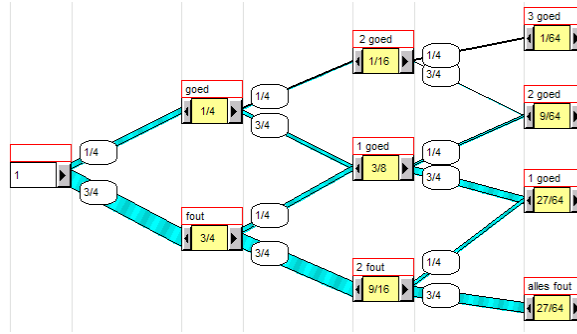 1
1/4
3/4
goed
1/4
fout
3/4
1/4
3/4
1/4
3/4
2 goed
1/16
1 goed
3/8
2 fout
9/16
1/4
3/4
1/4
3/4
1/4
3/4
3 goed
1/64
2 goed
9/64
1 goed
27/64
alles fout
27/64